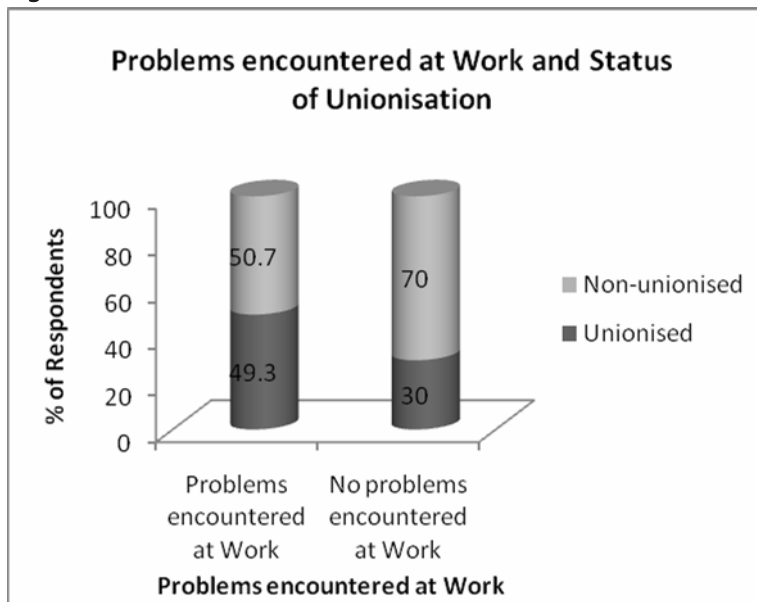 Problems encountered at Work and Status
of Unionisation
% of Respondents
100
80
60
40
20
0
50.7
49.3
70
30
Non-unionised
Unionised
Problems
encountered
at Work
No problems
encountered
at Work
Problems encountered at Work